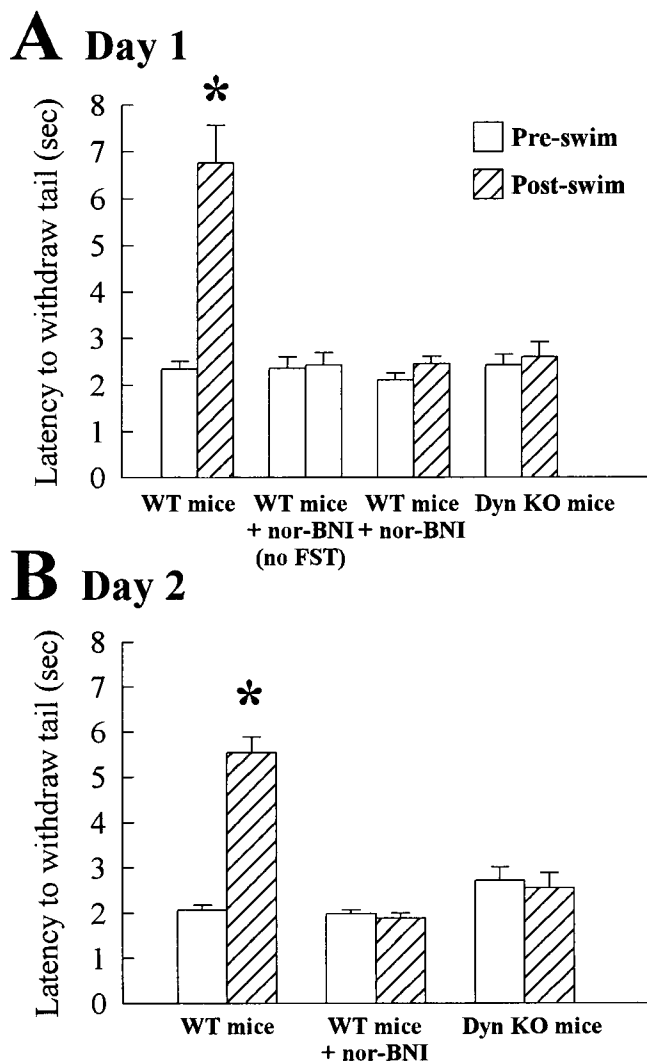 A Day 1
*
8
7
6
5
4
3
2
1
0
Latency to withdraw tail (sec)
Pre-swim
Post-swim
WT mice
WT mice
+ nor-BNI
(no FST)
WT mice
+ nor-BNI
Dyn KO mice
B Day 2
*
8
7
6
5
4
3
2
1
0
Latency to withdraw tail (sec)
WT mice
WT mice
+ nor-BNI
Dyn KO mice